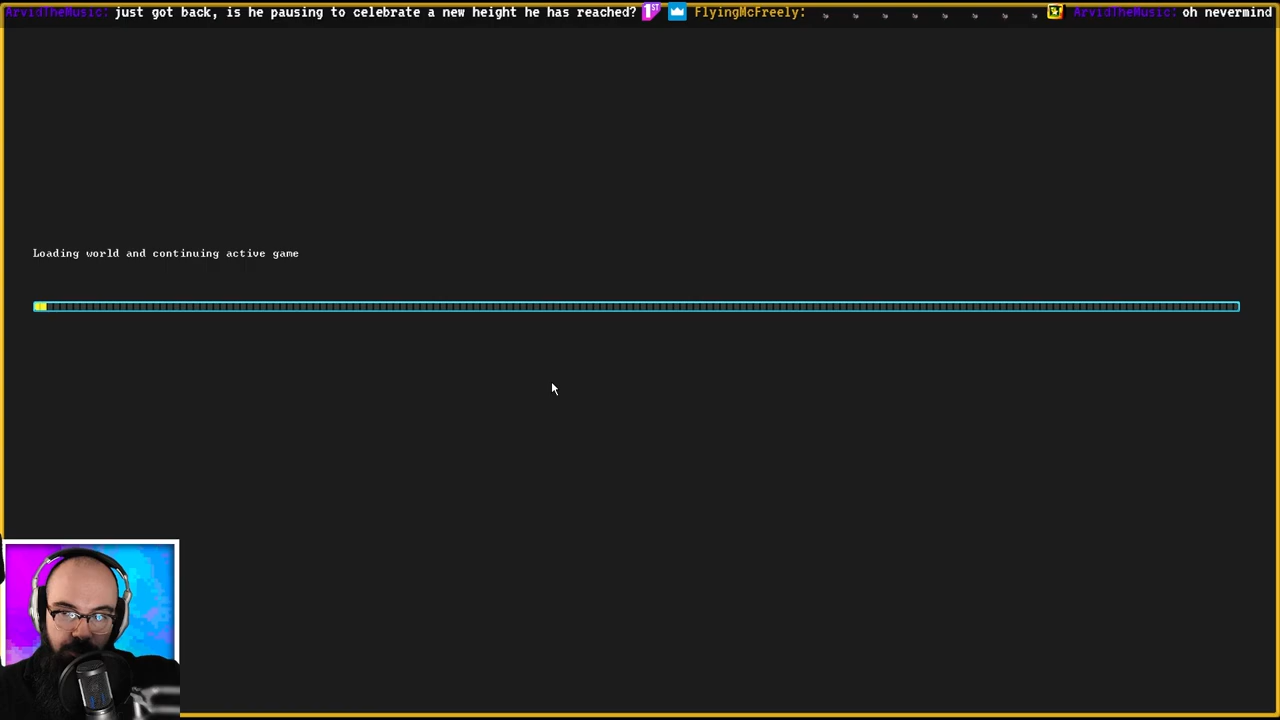 ArvidTheMusic: just got back, is he pausing to celebrate a new height he has reached? 1ST FlyingMcFreely: ArvidTheMusic: oh nevermind
Loading world and continuing active game